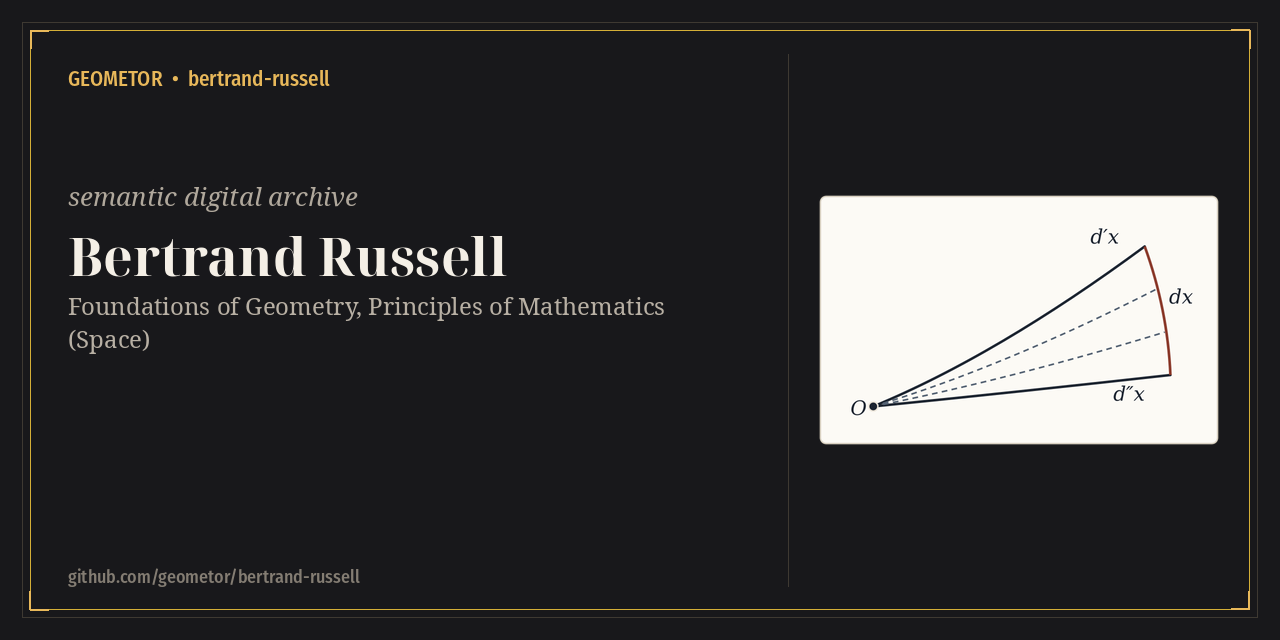 GEOMETOR • bertrand-russell
semantic digital archive
Bertrand Russell
Foundations of Geometry, Principles of Mathematics
(Space)
github.com/geometor/bertrand-russell
d′x
dx
d″x
O